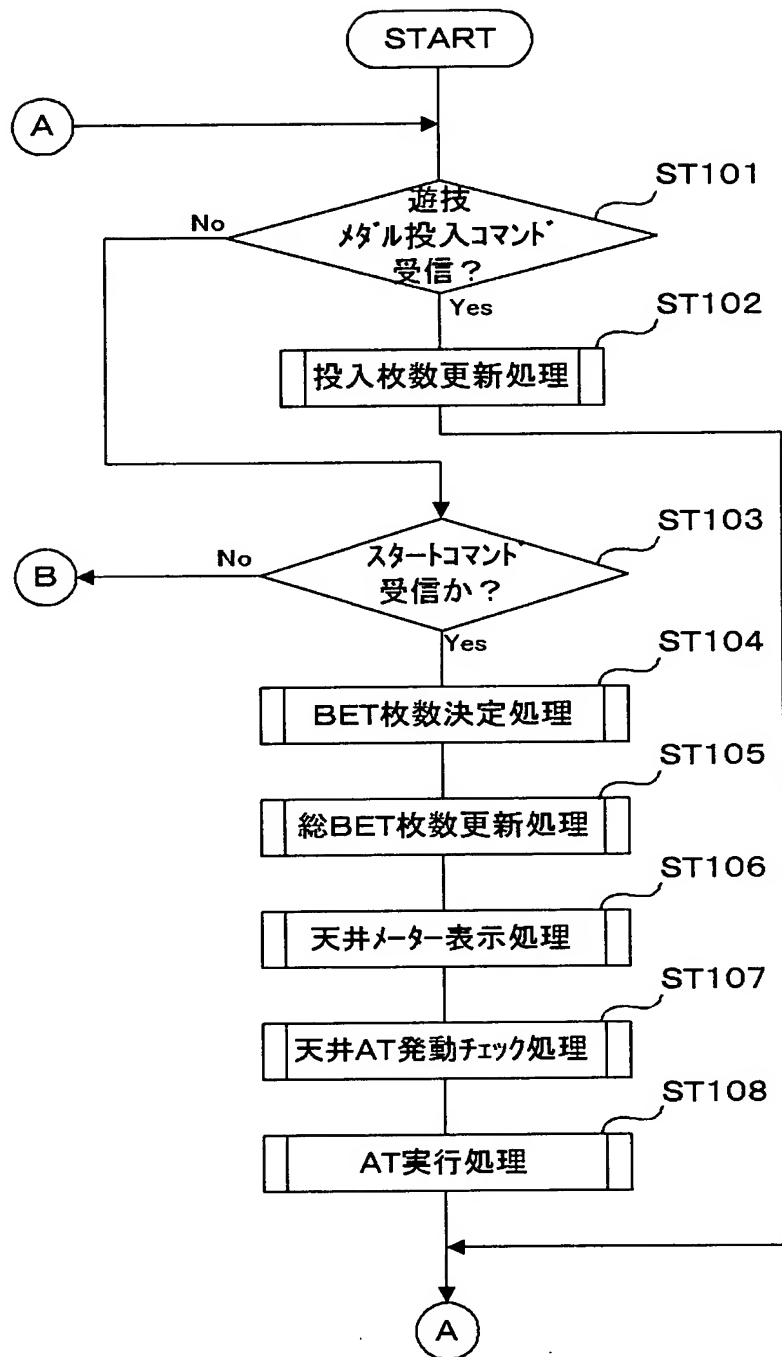 START
A
ST101
No
遊技
メダル投入コマンド
受信？
Yes
ST102
投入枚数更新処理
ST103
No
B
スタートコマンド
受信か？
Yes
ST104
BET枚数決定処理
ST105
総BET枚数更新処理
ST106
天井メーター表示処理
ST107
天井AT発動チェック処理
ST108
AT実行処理
A